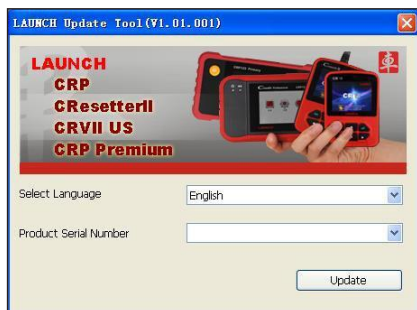 LAUNCH Update Tool(V1.01.001)
LAUNCH
CRP
CResetterII
CRVII US
CRP Premium
Select Language
English
Product Serial Number
Update